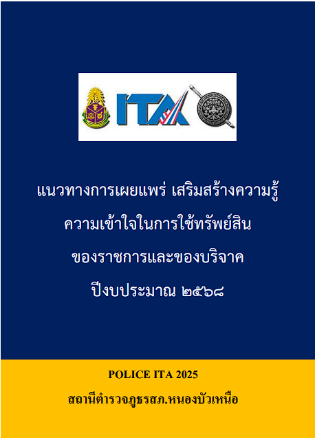 ITA
แนวทางการเผยแพร่ เสริมสร้างความรู้
ความเข้าใจในการใช้ทรัพย์สิน
ของราชการและของบริจาค
ปีงบประมาณ ๒๕๖๘
POLICE ITA 2025
สถานีตำรวจภูธรสภ.หนองบัวเหนือ